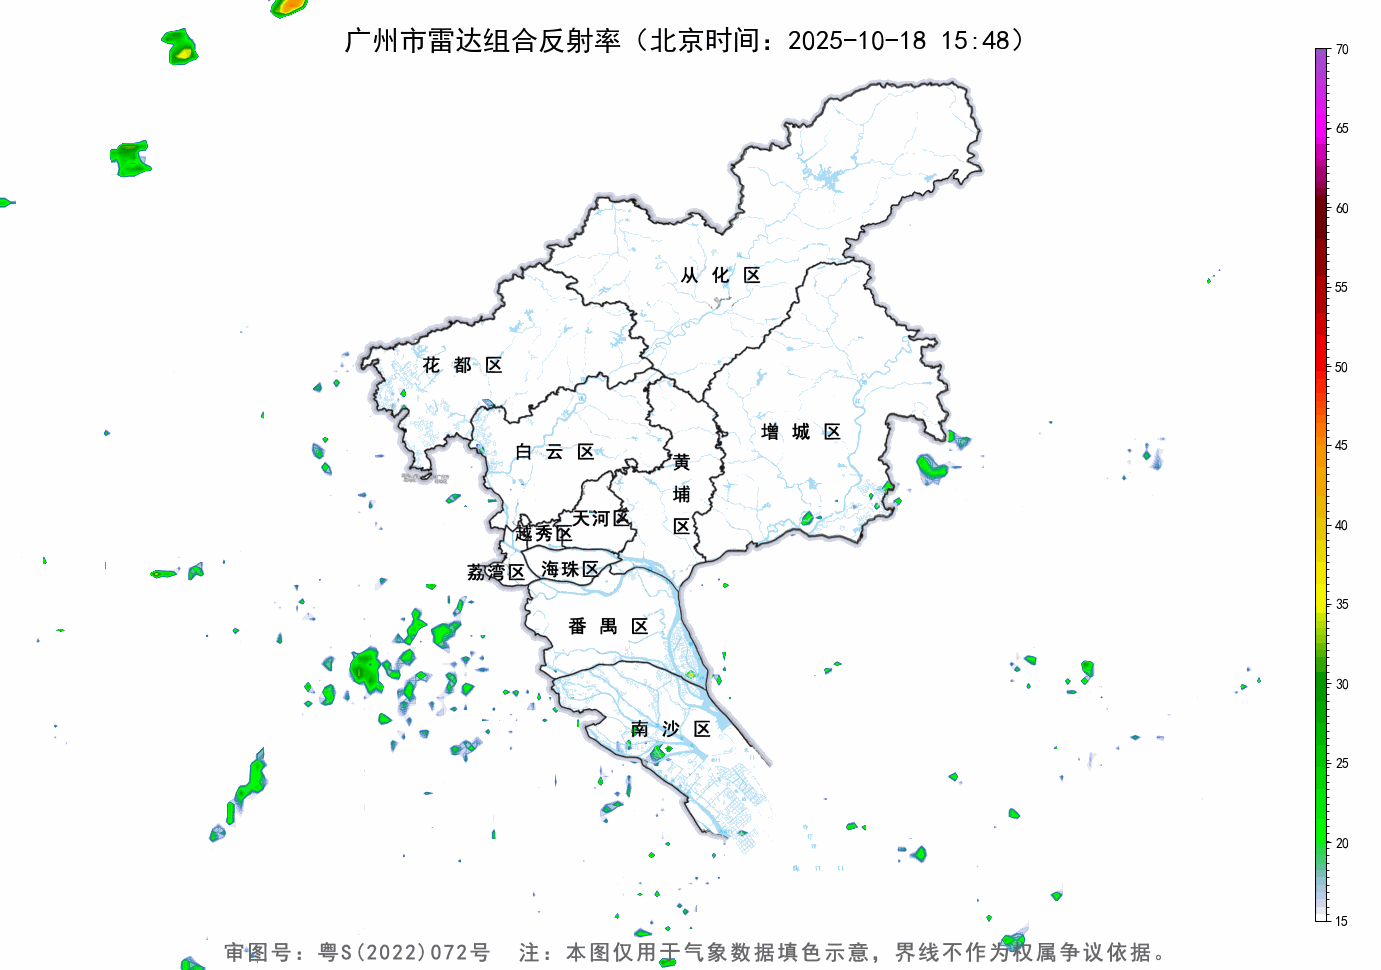 广州市雷达组合反射率（北京时间：2025-10-18 15:48）
70
65
60
55
50
45
40
35
30
25
20
15
从化区
花都区
增城区
白云区
黄埔区
天河区
越秀区
荔湾区
海珠区
番禺区
南沙区
审图号：粤S(2022)072号 注：本图仅用于气象数据填色示意，界线不作为权属争议依据。